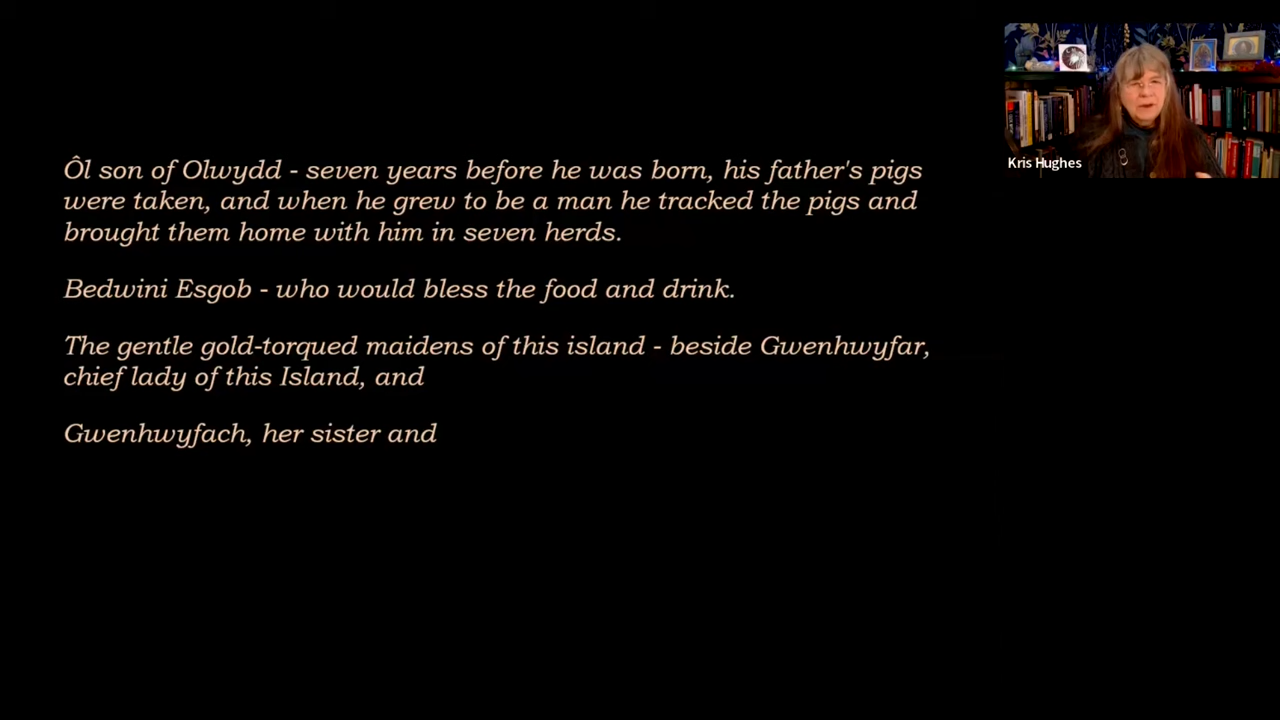 Ôl son of Olwydd - seven years before he was born, his father's pigs
were taken, and when he grew to be a man he tracked the pigs and
brought them home with him in seven herds.
Bedwini Esgob - who would bless the food and drink.
The gentle gold-torqued maidens of this island - beside Gwenhwyfar,
chief lady of this Island, and
Gwenhwyfach, her sister and
Kris Hughes